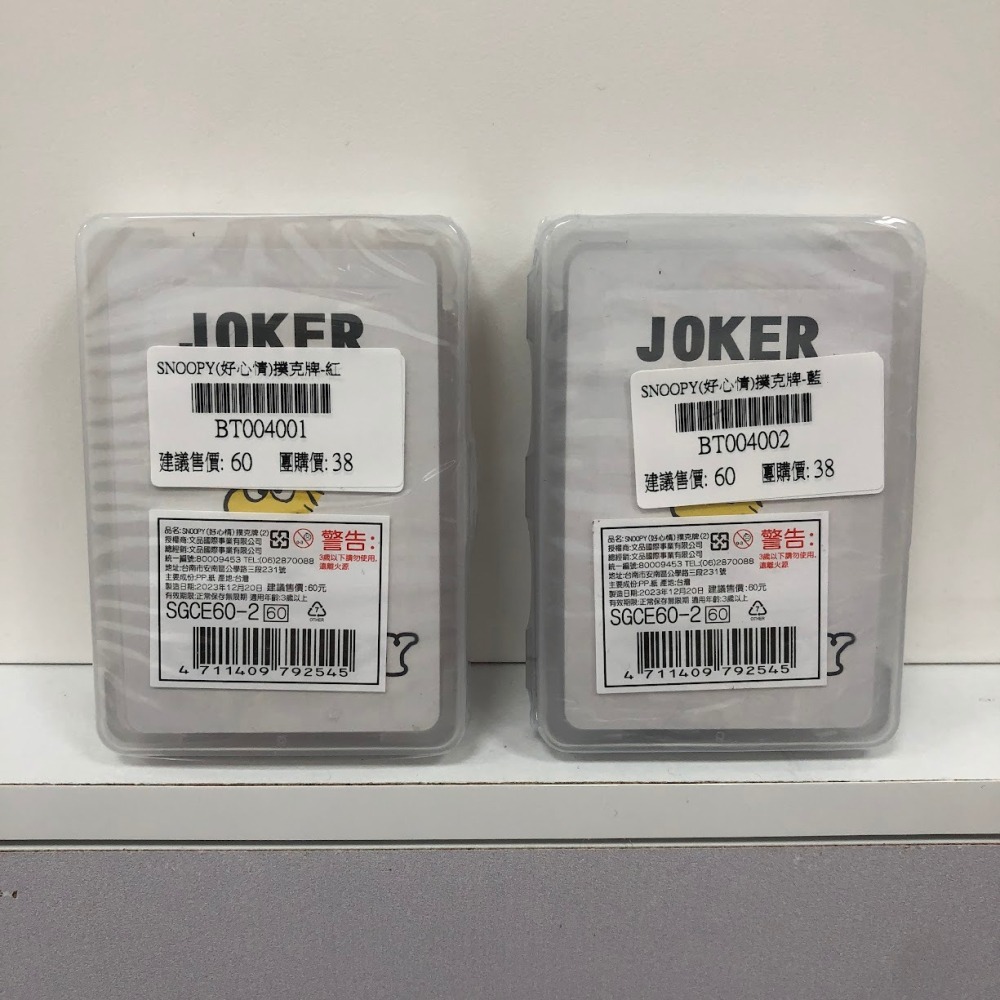 JOKER
SNOOPY(好心情)撲克牌-紅
BT004001
建議售價: 60 團購價: 38
品名:SNOOPY(好心情)撲克牌(2)
授權商:文品國際事業有限公司
總經銷:文品國際事業有限公司
統一編號:80009453 TEL:(06)2870088
地址:台南市安南區公學路三段231號
主要成份:PP.紙 產地:台灣
製造日期:2023年12月20日 建議售價:60元
有效期限:正常保存無限期 適用年齡:3歲以上
警告:
3歲以下請勿使用,
遠離火源
SGCE60-2 60
7
OTHER
4 711409 792545
JOKER
SNOOPY(好心情)撲克牌-藍
BT004002
建議售價: 60 團購價: 38
品名:SNOOPY(好心情)撲克牌(2)
授權商:文品國際事業有限公司
總經銷:文品國際事業有限公司
統一編號:80009453 TEL:(06)2870088
地址:台南市安南區公學路三段231號
主要成份:PP.紙 產地:台灣
製造日期:2023年12月20日 建議售價:60元
有效期限:正常保存無限期 適用年齡:3歲以上
警告:
3歲以下請勿使用,
遠離火源
SGCE60-2 60
7
OTHER
4 711409 792545